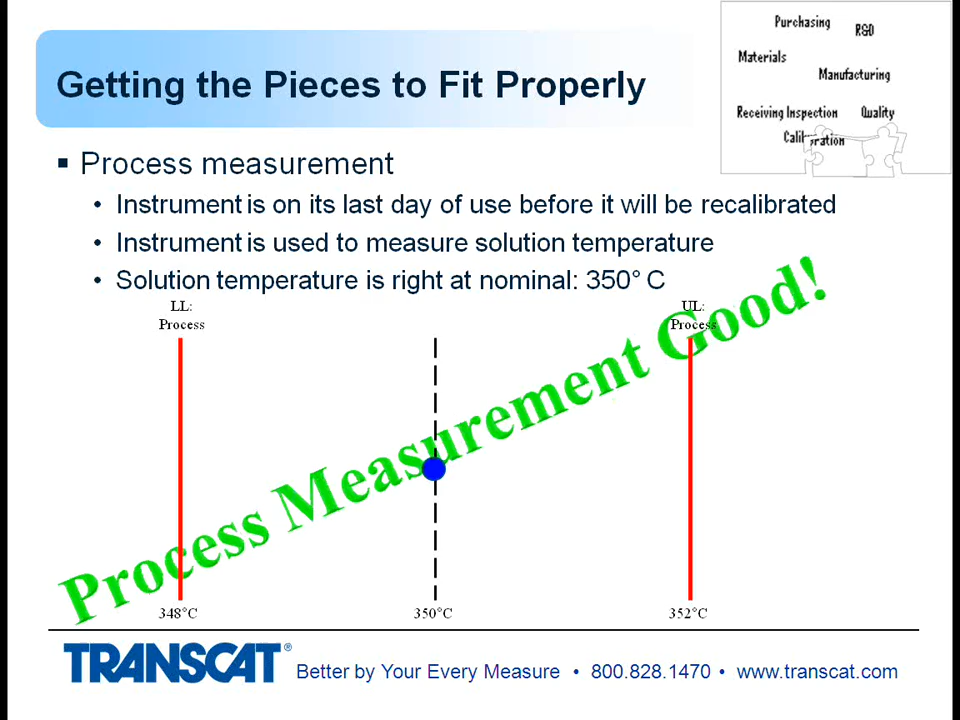 Purchasing
R&D
Materials
Manufacturing
Receiving Inspection
Quality
Calibration
Getting the Pieces to Fit Properly
▪ Process measurement
• Instrument is on its last day of use before it will be recalibrated
• Instrument is used to measure solution temperature
• Solution temperature is right at nominal: 350° C
LL:
Process
UL:
Process
Process Measurement Good!
348°C
350°C
352°C
TRANSCAT®
Better by Your Every Measure • 800.828.1470 • www.transcat.com